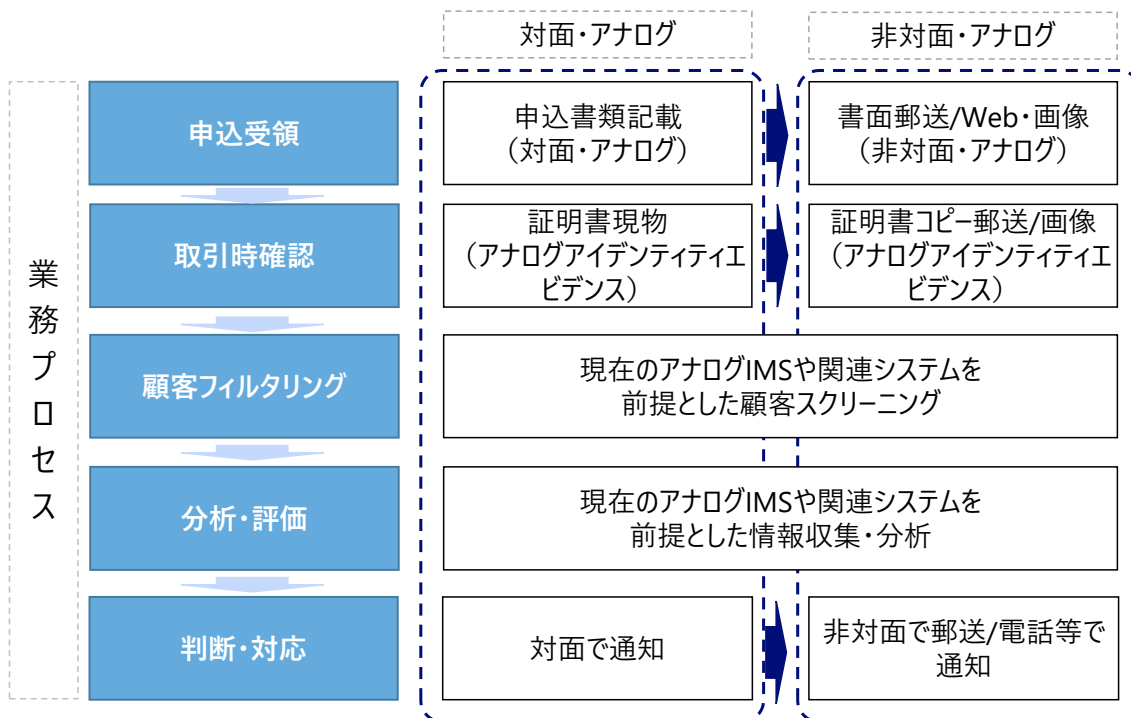 対面・アナログ
非対面・アナログ
業務プロセス
申込受領
申込書類記載
（対面・アナログ）
書面郵送/Web・画像
（非対面・アナログ）
取引時確認
証明書現物
（アナログアイデンティティエ
ビデンス）
証明書コピー郵送/画像
（アナログアイデンティティエ
ビデンス）
顧客フィルタリング
現在のアナログIMSや関連システムを
前提とした顧客スクリーニング
分析・評価
現在のアナログIMSや関連システムを
前提とした情報収集・分析
判断・対応
対面で通知
非対面で郵送/電話等で
通知